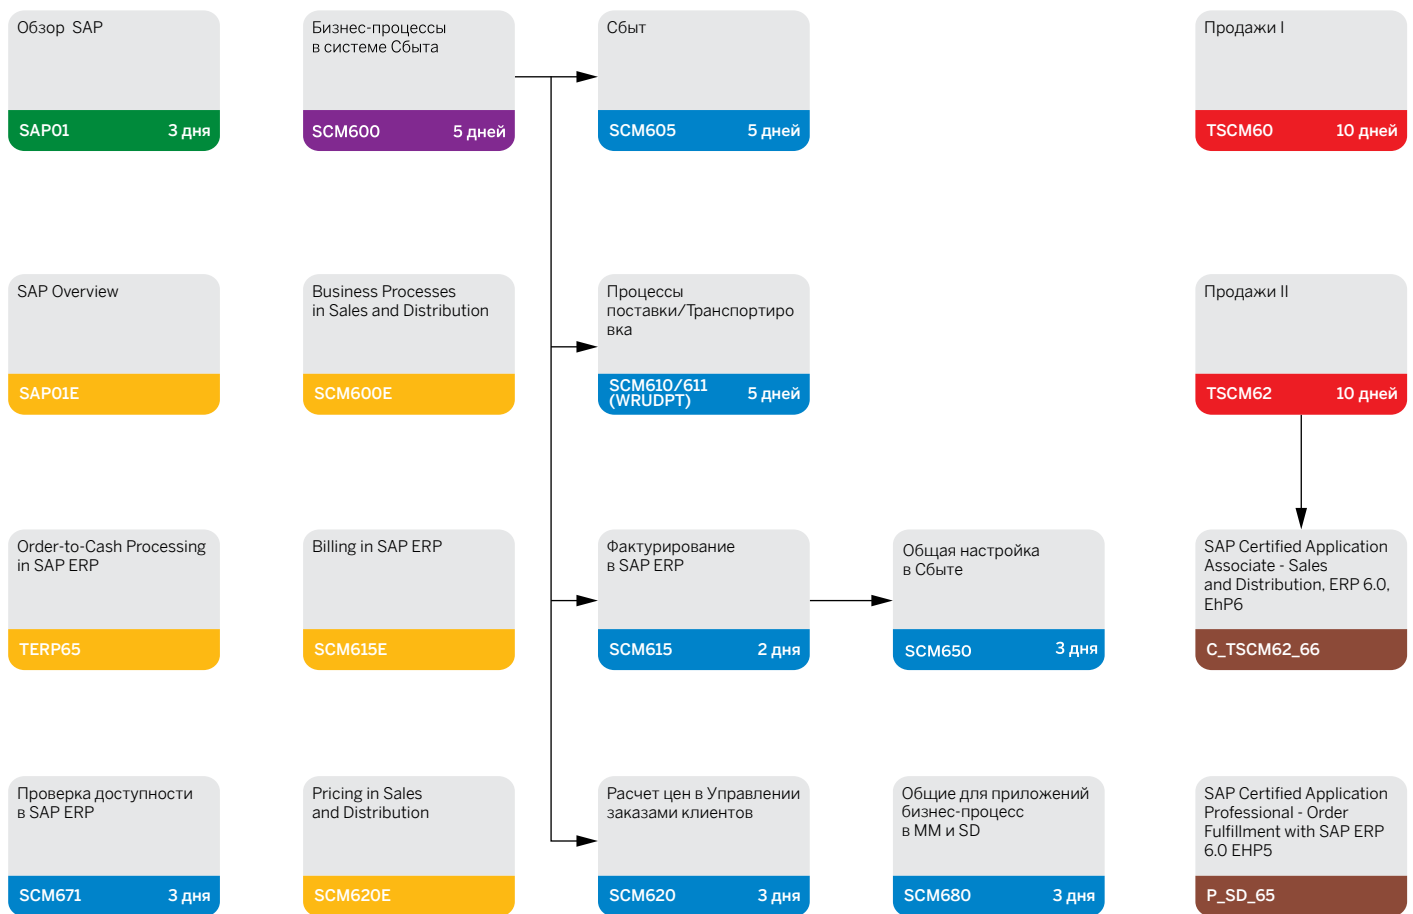 Обзор SAP
SAP01 3 дня
Бизнес-процессы
в системе Сбыта
SCM600 5 дней
Сбыт
SCM605 5 дней
Продажи I
TSCM60 10 дней
SAP Overview
SAP01E
Business Processes
in Sales and Distribution
SCM600E
Процессы
поставки/Транспортиро
вка
SCM610/611
(WRUDPT) 5 дней
Продажи II
TSCM62 10 дней
Order-to-Cash Processing
in SAP ERP
TERP65
Billing in SAP ERP
SCM615E
Фактурирование
в SAP ERP
SCM615 2 дня
Общая настройка
в Сбыте
SCM650 3 дня
SAP Certified Application
Associate - Sales
and Distribution, ERP 6.0,
EhP6
C_TSCM62_66
Проверка доступности
в SAP ERP
SCM671 3 дня
Pricing in Sales
and Distribution
SCM620E
Расчет цен в Управлении
заказами клиентов
SCM620 3 дня
Общие для приложений
бизнес-процесс
в MM и SD
SCM680 3 дня
SAP Certified Application
Professional - Order
Fulfillment with SAP ERP
6.0 EHP5
P_SD_65